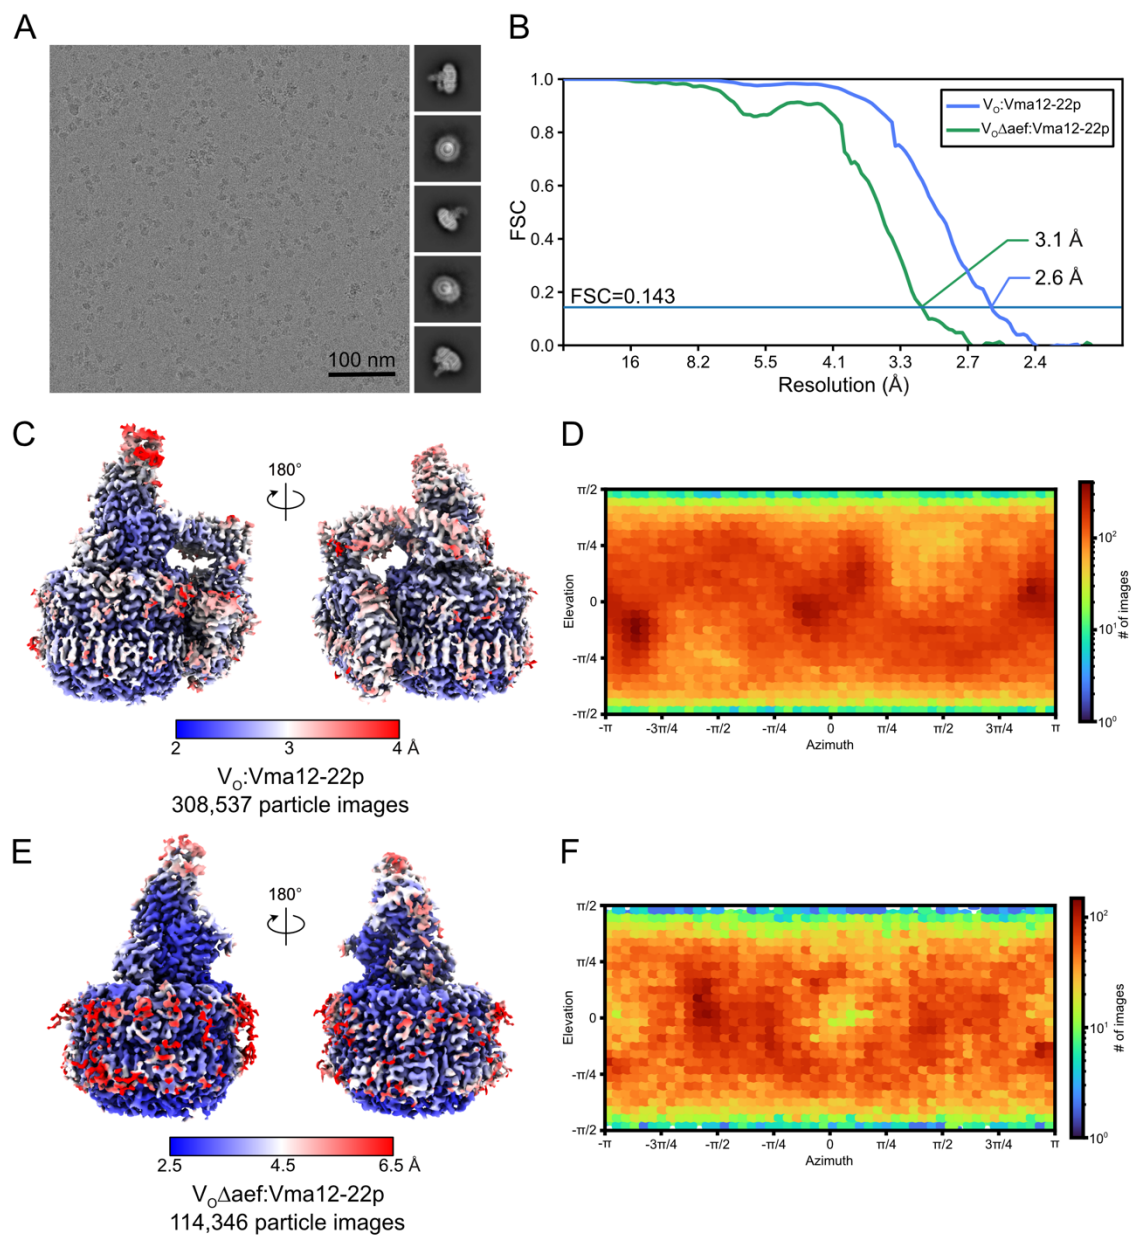 A
100 nm
B
FSC
1.0
0.8
0.6
0.4
0.2
0.0
V₀:Vma12-22p
V₀Δaef:Vma12-22p
3.1 Å
2.6 Å
FSC=0.143
16 8.2 5.5 4.1 3.3 2.7 2.4
Resolution (Å)
C
180°
2 3 4 Å
V₀:Vma12-22p
308,537 particle images
D
Elevation
π/2
π/4
0
-π/4
-π/2
-π -3π/4 -π/2 -π/4 0 π/4 π/2 3π/4 π
Azimuth
10²
10¹
10⁰
# of images
E
180°
2.5 4.5 6.5 Å
V₀Δaef:Vma12-22p
114,346 particle images
F
Elevation
π/2
π/4
0
-π/4
-π/2
-π -3π/4 -π/2 -π/4 0 π/4 π/2 3π/4 π
Azimuth
10²
10¹
10⁰
# of images